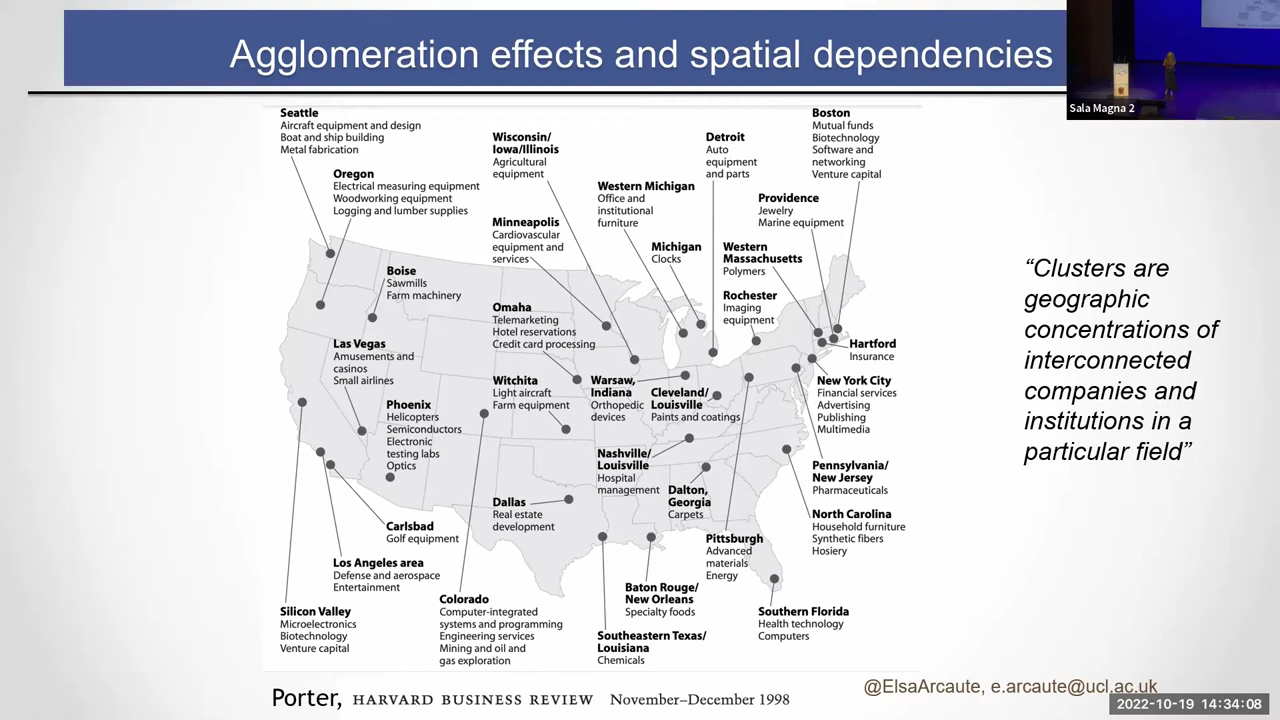 Agglomeration effects and spatial dependencies
Sala Magna 2
Seattle
Aircraft equipment and design
Boat and ship building
Metal fabrication
Oregon
Electrical measuring equipment
Woodworking equipment
Logging and lumber supplies
Boise
Sawmills
Farm machinery
Las Vegas
Amusements and
casinos
Small airlines
Phoenix
Helicopters
Semiconductors
Electronic
testing labs
Optics
Carlsbad
Golf equipment
Los Angeles area
Defense and aerospace
Entertainment
Silicon Valley
Microelectronics
Biotechnology
Venture capital
Colorado
Computer-integrated
systems and programming
Engineering services
Mining and oil and
gas exploration
Wisconsin/
Iowa/Illinois
Agricultural
equipment
Minneapolis
Cardiovascular
equipment and
services
Omaha
Telemarketing
Hotel reservations
Credit card processing
Witchita
Light aircraft
Farm equipment
Dallas
Real estate
development
Western Michigan
Office and
institutional
furniture
Michigan
Clocks
Warsaw,
Indiana
Orthopedic
devices
Cleveland/
Louisville
Paints and coatings
Nashville/
Louisville
Hospital
management
Dalton,
Georgia
Carpets
Baton Rouge/
New Orleans
Specialty foods
Southeastern Texas/
Louisiana
Chemicals
Detroit
Auto
equipment
and parts
Western
Massachusetts
Polymers
Rochester
Imaging
equipment
Pittsburgh
Advanced
materials
Energy
Boston
Mutual funds
Biotechnology
Software and
networking
Venture capital
Providence
Jewelry
Marine equipment
Hartford
Insurance
New York City
Financial services
Advertising
Publishing
Multimedia
Pennsylvania/
New Jersey
Pharmaceuticals
North Carolina
Household furniture
Synthetic fibers
Hosiery
Southern Florida
Health technology
Computers
“Clusters are
geographic
concentrations of
interconnected
companies and
institutions in a
particular field”
Porter, HARVARD BUSINESS REVIEW November–December 1998
@ElsaArcaute, e.arcaute@ucl.ac.uk
2022-10-19 14:34:08